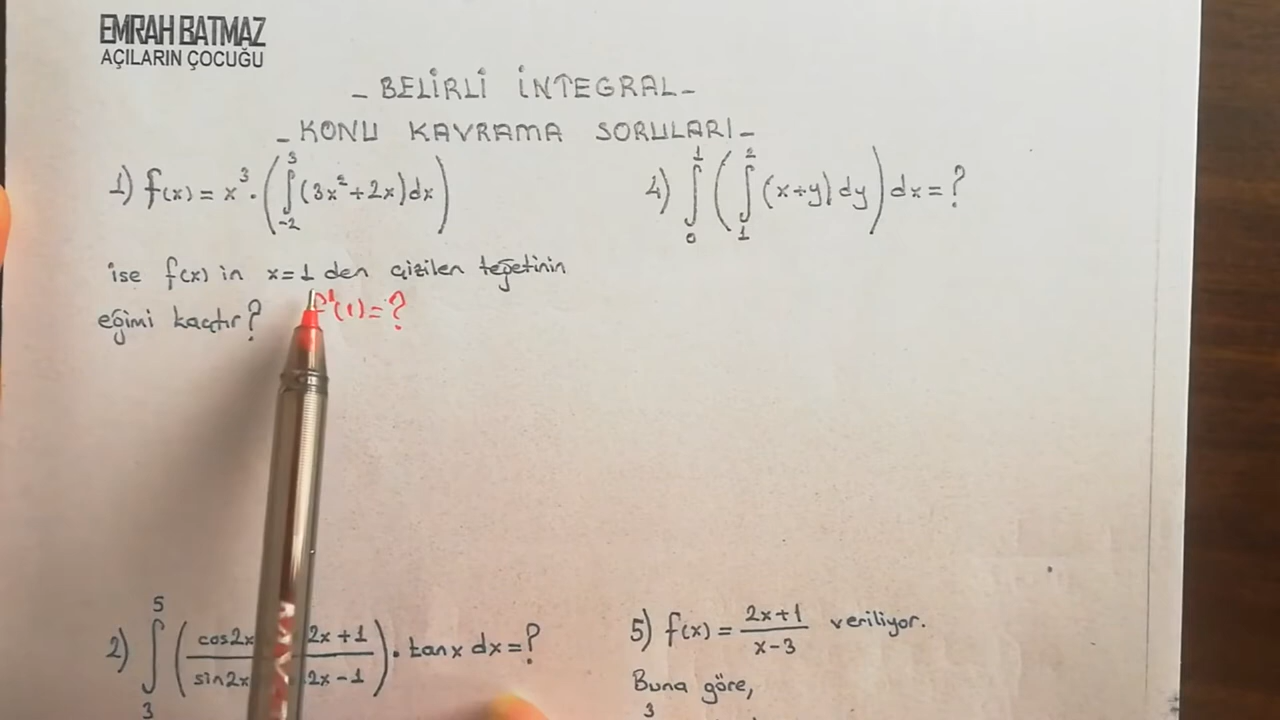 EMRAH BATMAZ
AÇILARIN ÇOCUĞU
- BELİRLİ İNTEGRAL -
- KONU KAVRAMA SORULARI -
1) f(x) = x³ · ( ∫₋₂³ (3x² + 2x) dx )
ise f(x) in x = 1 den çizilen teğetinin
eğimi kaçtır? f'(1) = ?
2) ∫₃⁵ ( cos2x 2x + 1 / sin2x 2x - 1 ) · tanx dx = ?
4) ∫₀¹ ( ∫₁² (x + y) dy ) dx = ?
5) f(x) = 2x + 1 / x - 3 veriliyor.
Buna göre,
3